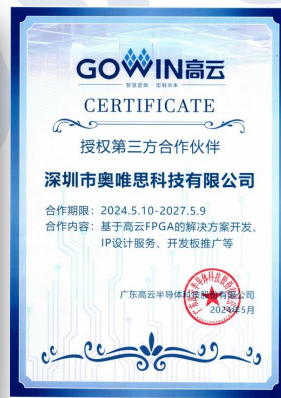 GOWIN高云
智慧逻辑 定制未来
CERTIFICATE
授权第三方合作伙伴
深圳市奥唯思科技有限公司
合作期限：2024.5.10-2027.5.9
合作内容：基于高云FPGA的解决方案开发、
IP设计服务、开发板推广等
广东高云半导体科技股份有限公司
2024年5月